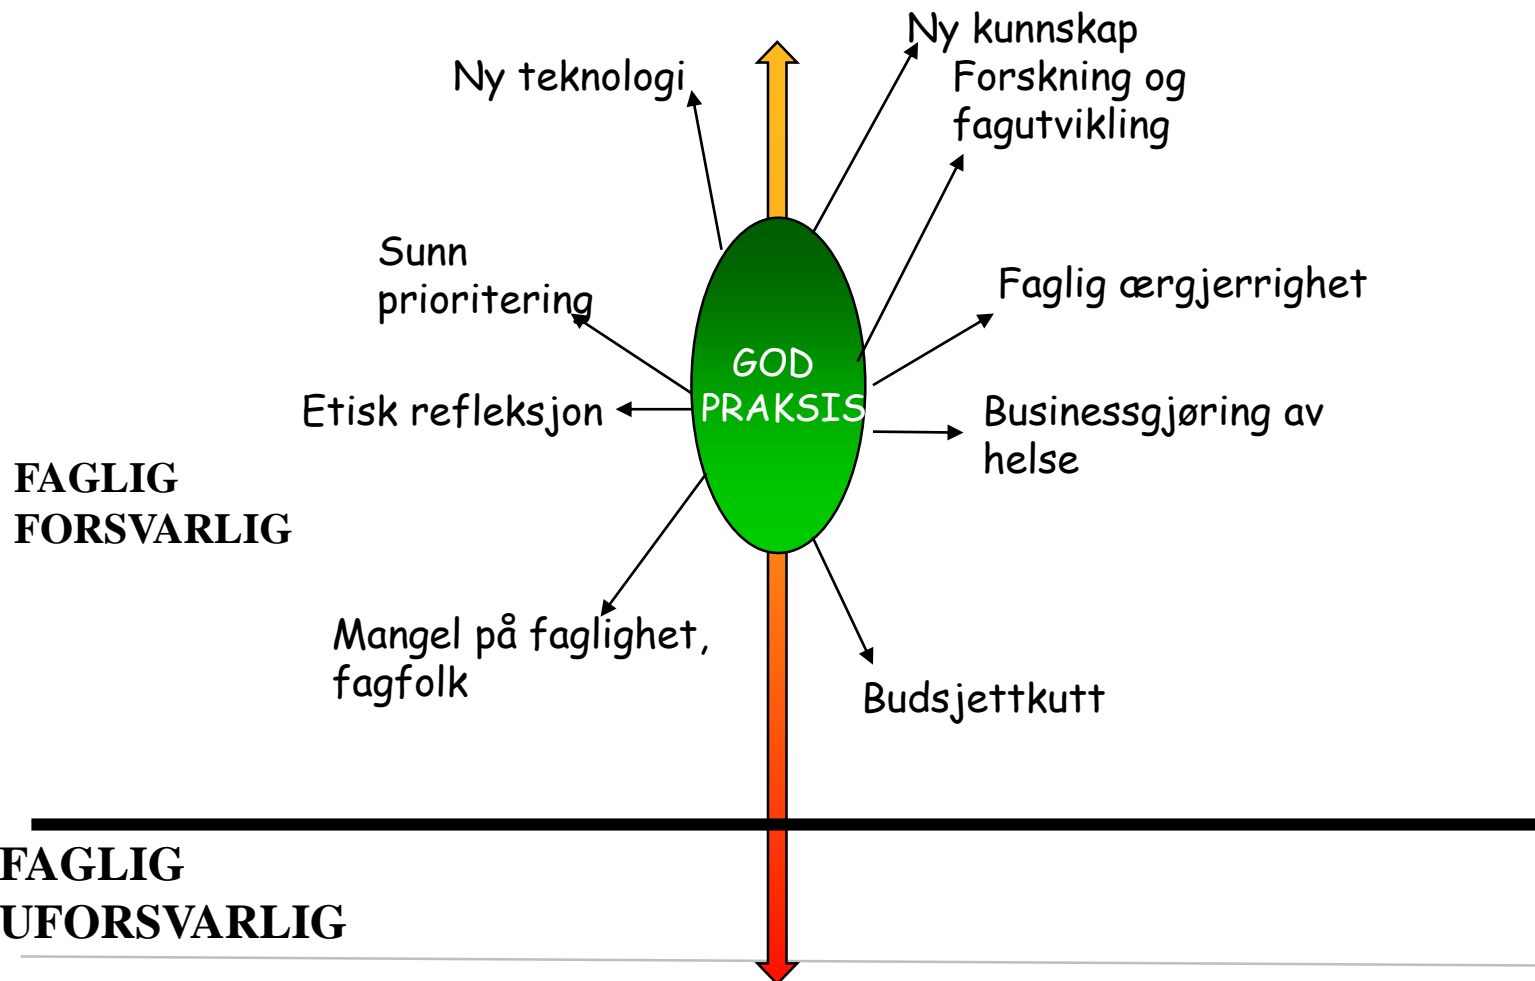 Ny kunnskap
Ny teknologi
Forskning og
fagutvikling
Sunn
prioritering
Faglig ærgjerrighet
GOD
PRAKSIS
Etisk refleksjon
Businessgjøring av
helse
FAGLIG
FORSVARLIG
Mangel på faglighet,
fagfolk
Budsjettkutt
FAGLIG
UFORSVARLIG